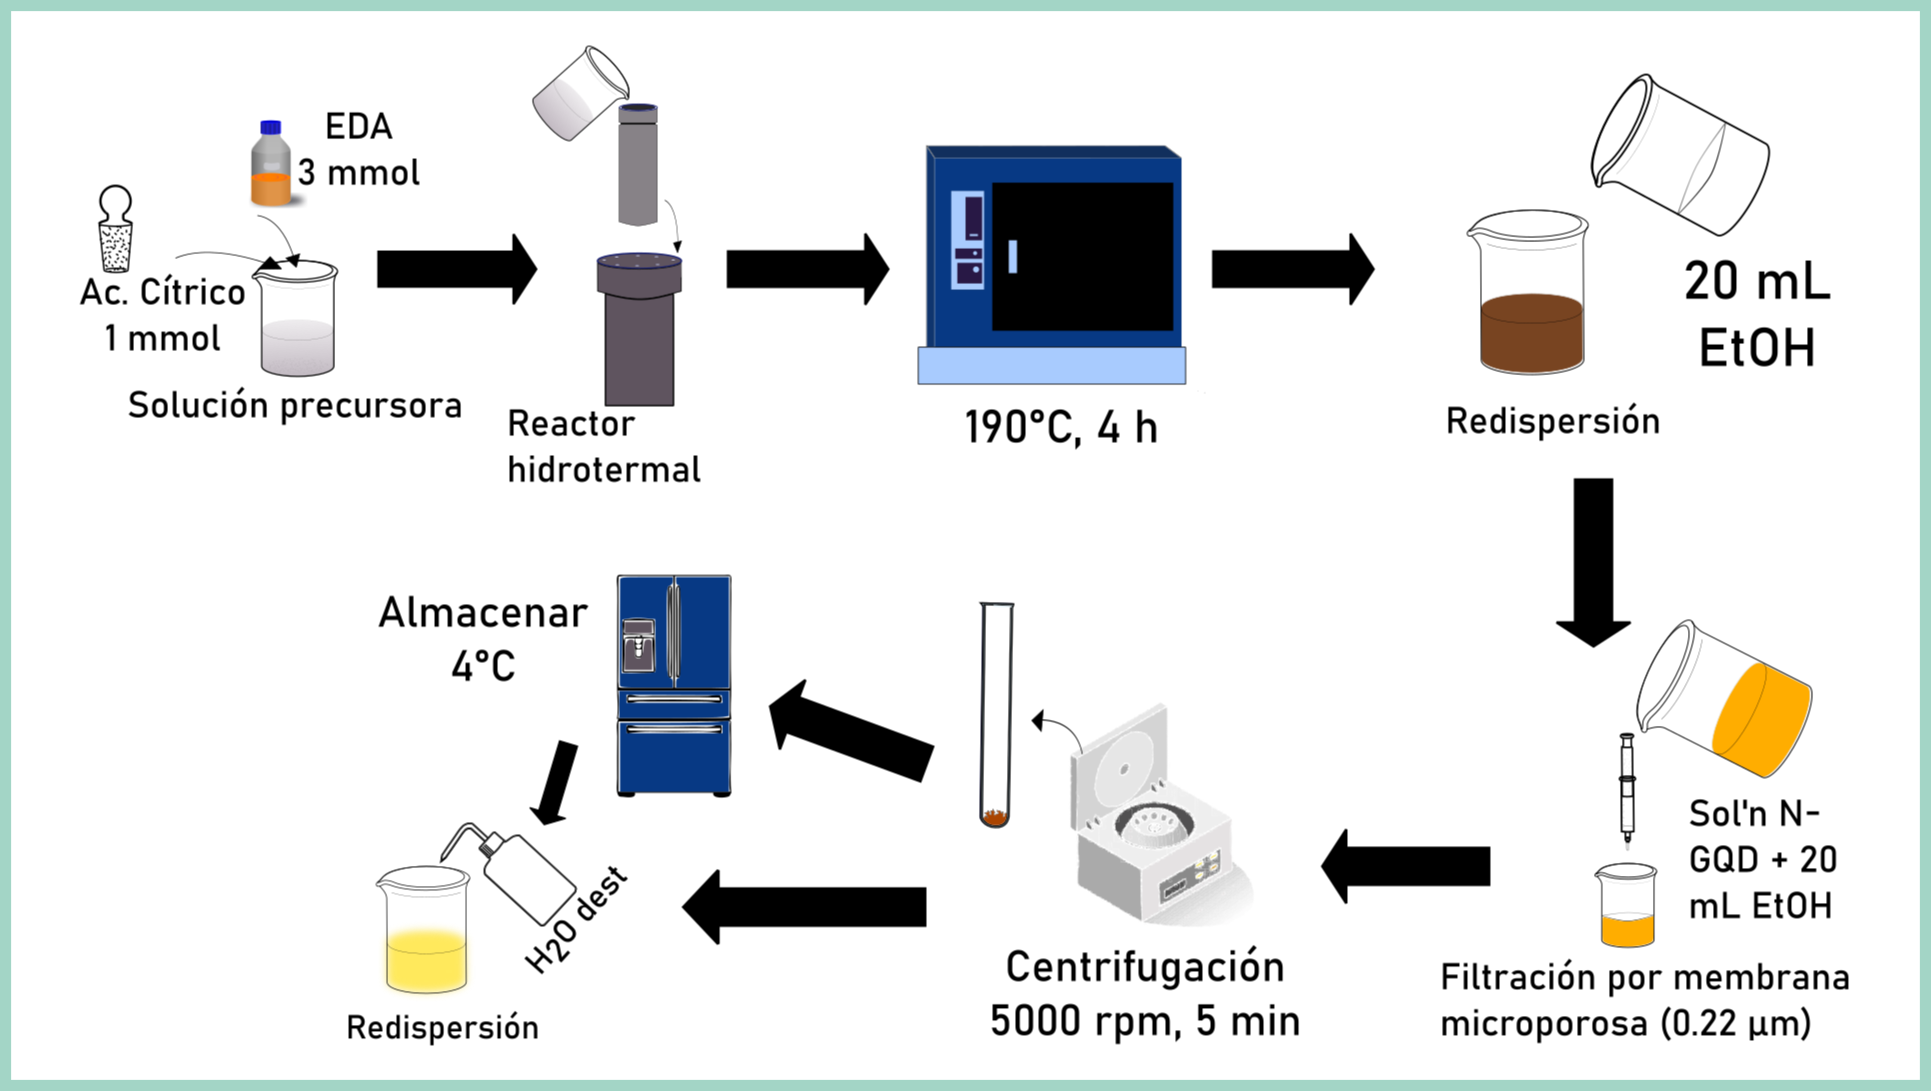 EDA
3 mmol
Ac. Cítrico
1 mmol
Solución precursora
Reactor
hidrotermal
190°C, 4 h
20 mL
EtOH
Redispersión
Sol'n N-
GQD + 20
mL EtOH
Filtración por membrana
microporosa (0.22 µm)
Centrifugación
5000 rpm, 5 min
Almacenar
4°C
H2O dest
Redispersión